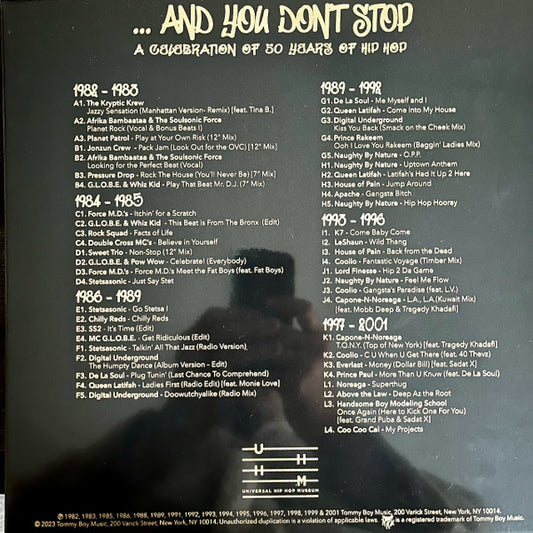 ... AND YOU DON'T STOP
A CELEBRATION OF 50 YEARS OF HIP HOP
1982 - 1983
A1. The Kryptic Krew
Jazzy Sensation (Manhattan Version- Remix) [feat. Tina B.]
A2. Afrika Bambaataa & The Soulsonic Force
Planet Rock (Vocal & Bonus Beats I)
A3. Planet Patrol - Play at Your Own Risk (12" Mix)
B1. Jonzun Crew - Pack Jam (Look Out for the OVC) [12" Mix]
B2. Afrika Bambaataa & The Soulsonic Force
Looking for the Perfect Beat (Vocal)
B3. Pressure Drop - Rock The House (You'll Never Be) [7" Mix]
B4. G.L.O.B.E. & Whiz Kid - Play That Beat Mr. D.J. (7" Mix)
1984 - 1985
C1. Force M.D.'s - Itchin' for a Scratch
C2. G.L.O.B.E. & Whiz Kid - This Beat is From The Bronx (Edit)
C3. Rock Squad - Facts of Life
C4. Double Cross MC's - Believe in Yourself
D1. Sweet Trio - Non-Stop (12" Mix)
D2. G.L.O.B.E. & Pow Wow - Celebrate! (Everybody)
D3. Force M.D.'s - Force M.D.'s Meet the Fat Boys (feat. Fat Boys)
D4. Stetsasonic - Just Say Stet
1986 - 1989
E1. Stetsasonic - Go Stetsa I
E2. Chilly Reds - Chilly Reds
E3. SS2 - It's Time (Edit)
E4. MC G.L.O.B.E. - Get Ridiculous (Edit)
F1. Stetsasonic - Talkin' All That Jazz (Radio Version)
F2. Digital Underground
The Humpty Dance (Album Version - Edit)
F3. De La Soul - Plug Tunin' (Last Chance To Comprehend)
F4. Queen Latifah - Ladies First (Radio Edit) [feat. Monie Love]
F5. Digital Underground - Doowutchyalike (Radio Mix)
1989 - 1992
G1. De La Soul - Me Myself and I
G2. Queen Latifah - Come Into My House
G3. Digital Underground
Kiss You Back (Smack on the Cheek Mix)
G4. Prince Rakeem
Ooh I Love You Rakeem (Baggin' Ladies Mix)
G5. Naughty By Nature - O.P.P.
H1. Naughty By Nature - Uptown Anthem
H2. Queen Latifah - Latifah's Had It Up 2 Here
H3. House of Pain - Jump Around
H4. Apache - Gangsta Bitch
H5. Naughty By Nature - Hip Hop Hooray
1993 - 1996
I1. K7 - Come Baby Come
I2. LeShaun - Wild Thang
I3. House of Pain - Back from the Dead
I4. Coolio - Fantastic Voyage (Timber Mix)
J1. Lord Finesse - Hip 2 Da Game
J2. Naughty By Nature - Feel Me Flow
J3. Coolio - Gangsta's Paradise (feat. L.V.)
J4. Capone-N-Noreaga - L.A., L.A.(Kuwait Mix)
[feat. Mobb Deep & Tragedy Khadafi]
1997 - 2001
K1. Capone-N-Noreaga
T.O.N.Y. (Top of New York) [feat. Tragedy Khadafi]
K2. Coolio - C U When U Get There (feat. 40 Thevz)
K3. Everlast - Money (Dollar Bill) [feat. Sadat X]
K4. Prince Paul - More Than U Know (feat. De La Soul)
L1. Noreaga - Superthug
L2. Above the Law - Deep Az the Root
L3. Handsome Boy Modeling School
Once Again (Here to Kick One For You)
[feat. Grand Puba & Sadat X]
L4. Coo Coo Cal - My Projects
U H
H M
UNIVERSAL HIP HOP MUSEUM
℗ 1982, 1983, 1985, 1986, 1988, 1989, 1991, 1992, 1993, 1994, 1995, 1996, 1997, 1998, 1999 & 2001 Tommy Boy Music, 200 Varick Street, New York, NY 10014.
© 2023 Tommy Boy Music, 200 Varick Street, New York, NY 10014. Unauthorized duplication is a violation of applicable laws. is a registered trademark of Tommy Boy Music.